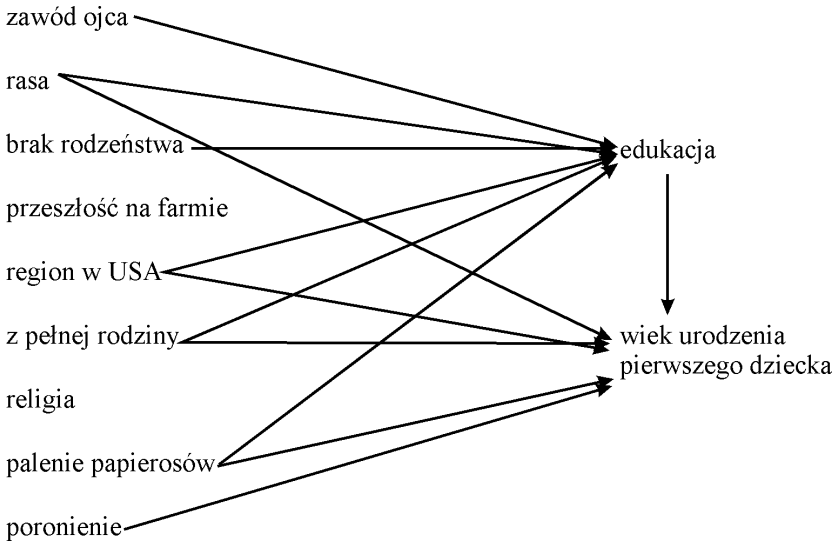 zawód ojca
rasa
brak rodzeństwa
edukacja
przeszłość na farmie
region w USA
z pełnej rodziny
wiek urodzenia
pierwszego dziecka
religia
palenie papierosów
poronienie